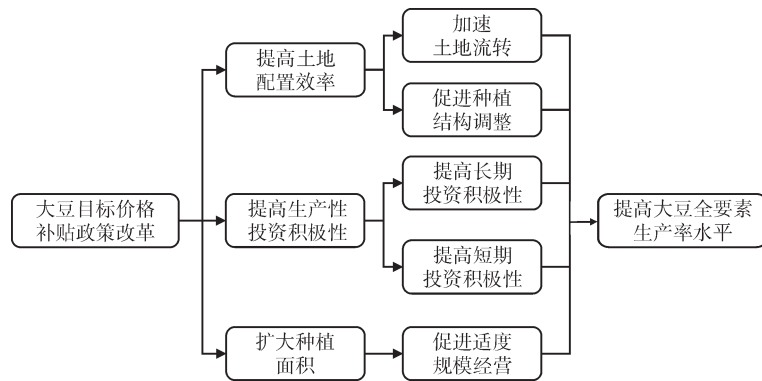 大豆目标价格
补贴政策改革
提高土地
配置效率
加速
土地流转
促进种植
结构调整
提高生产性
投资积极性
提高长期
投资积极性
提高短期
投资积极性
扩大种植
面积
促进适度
规模经营
提高大豆全要素
生产率水平